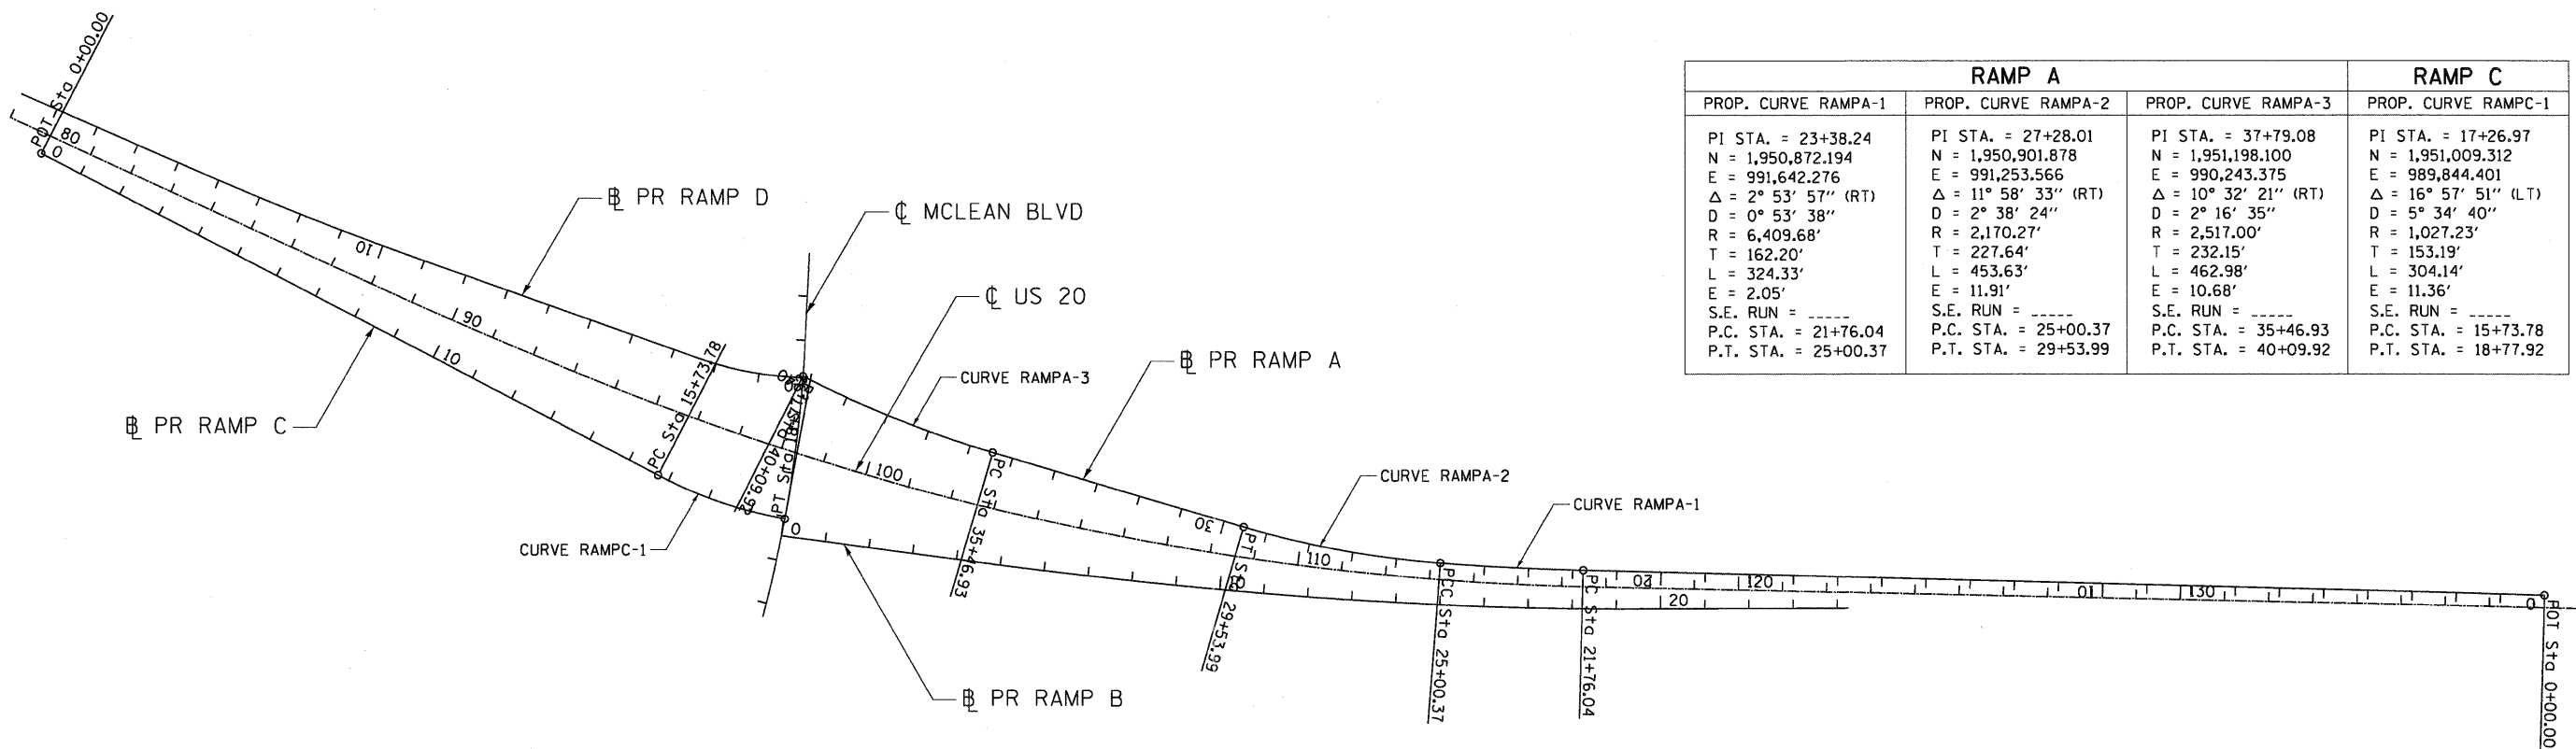 POT Sta 0+00.00
80
0
10
90
10
℄ PR RAMP D
℄ MCLEAN BLVD
℄ US 20
℄ PR RAMP A
CURVE RAMPA-3
PC Sta 15+73.78
℄ PR RAMP C
CURVE RAMPC-1
40+09.92
PT Sta
0
100
PC Sta 35+46.93
℄ PR RAMP B
30
10
PT Sta 29+53.99
110
CURVE RAMPA-2
CURVE RAMPA-1
PCC Sta 25+00.37
PC Sta 21+76.04
20
20
120
10
130
0
POT Sta 0+00.00
RAMP A
RAMP C
PROP. CURVE RAMPA-1
PI STA. = 23+38.24
N = 1,950,872.194
E = 991,642.276
Δ = 2° 53' 57'' (RT)
D = 0° 53' 38''
R = 6,409.68'
T = 162.20'
L = 324.33'
E = 2.05'
S.E. RUN = _____
P.C. STA. = 21+76.04
P.T. STA. = 25+00.37
PROP. CURVE RAMPA-2
PI STA. = 27+28.01
N = 1,950,901.878
E = 991,253.566
Δ = 11° 58' 33'' (RT)
D = 2° 38' 24''
R = 2,170.27'
T = 227.64'
L = 453.63'
E = 11.91'
S.E. RUN = _____
P.C. STA. = 25+00.37
P.T. STA. = 29+53.99
PROP. CURVE RAMPA-3
PI STA. = 37+79.08
N = 1,951,198.100
E = 990,243.375
Δ = 10° 32' 21'' (RT)
D = 2° 16' 35''
R = 2,517.00'
T = 232.15'
L = 462.98'
E = 10.68'
S.E. RUN = _____
P.C. STA. = 35+46.93
P.T. STA. = 40+09.92
PROP. CURVE RAMPC-1
PI STA. = 17+26.97
N = 1,951,009.312
E = 989,844.401
Δ = 16° 57' 51'' (LT)
D = 5° 34' 40''
R = 1,027.23'
T = 153.19'
L = 304.14'
E = 11.36'
S.E. RUN = _____
P.C. STA. = 15+73.78
P.T. STA. = 18+77.92